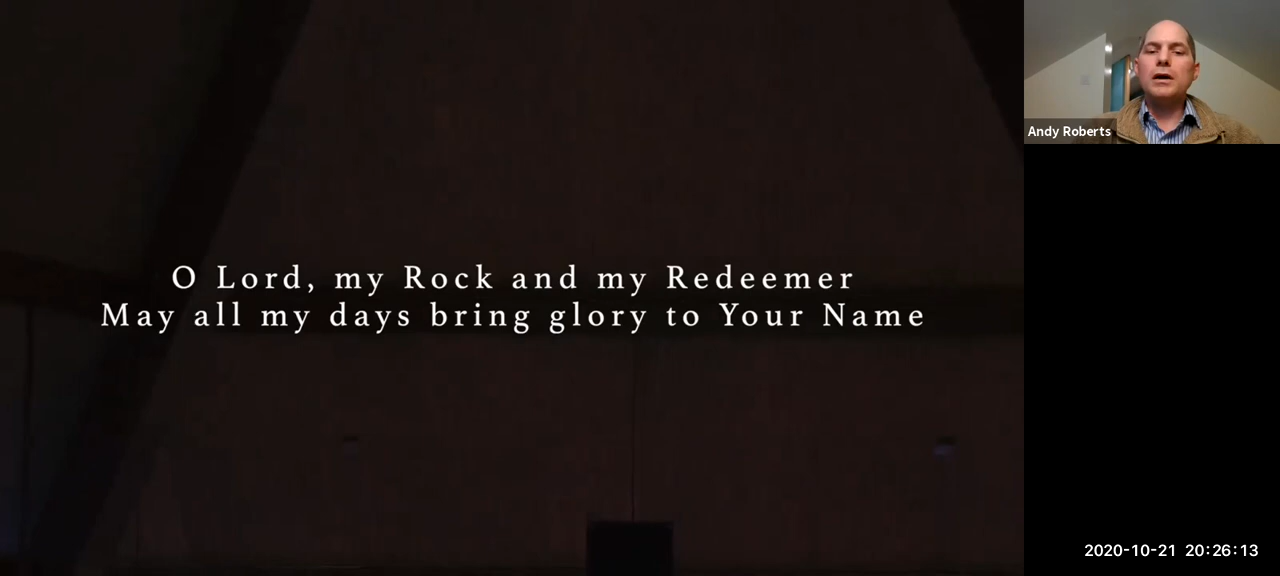 O Lord, my Rock and my Redeemer
May all my days bring glory to Your Name
Andy Roberts
2020-10-21 20:26:13